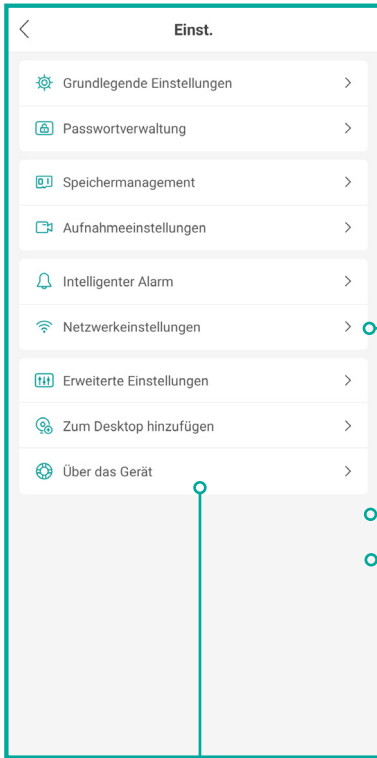 Einst.
Grundlegende Einstellungen
Passwortverwaltung
Speichermanagement
Aufnahmeeinstellungen
Intelligenter Alarm
Netzwerkeinstellungen
Erweiterte Einstellungen
Zum Desktop hinzufügen
Über das Gerät